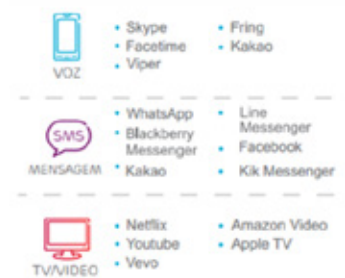 Skype
Facetime
Viper
Fring
Kakao
VOZ
WhatsApp
Blackberry
Messenger
Kakao
Line
Messenger
Facebook
Kik Messenger
SMS
MENSAGEM
Netflix
Youtube
Vevo
Amazon Video
Apple TV
TV/VIDEO